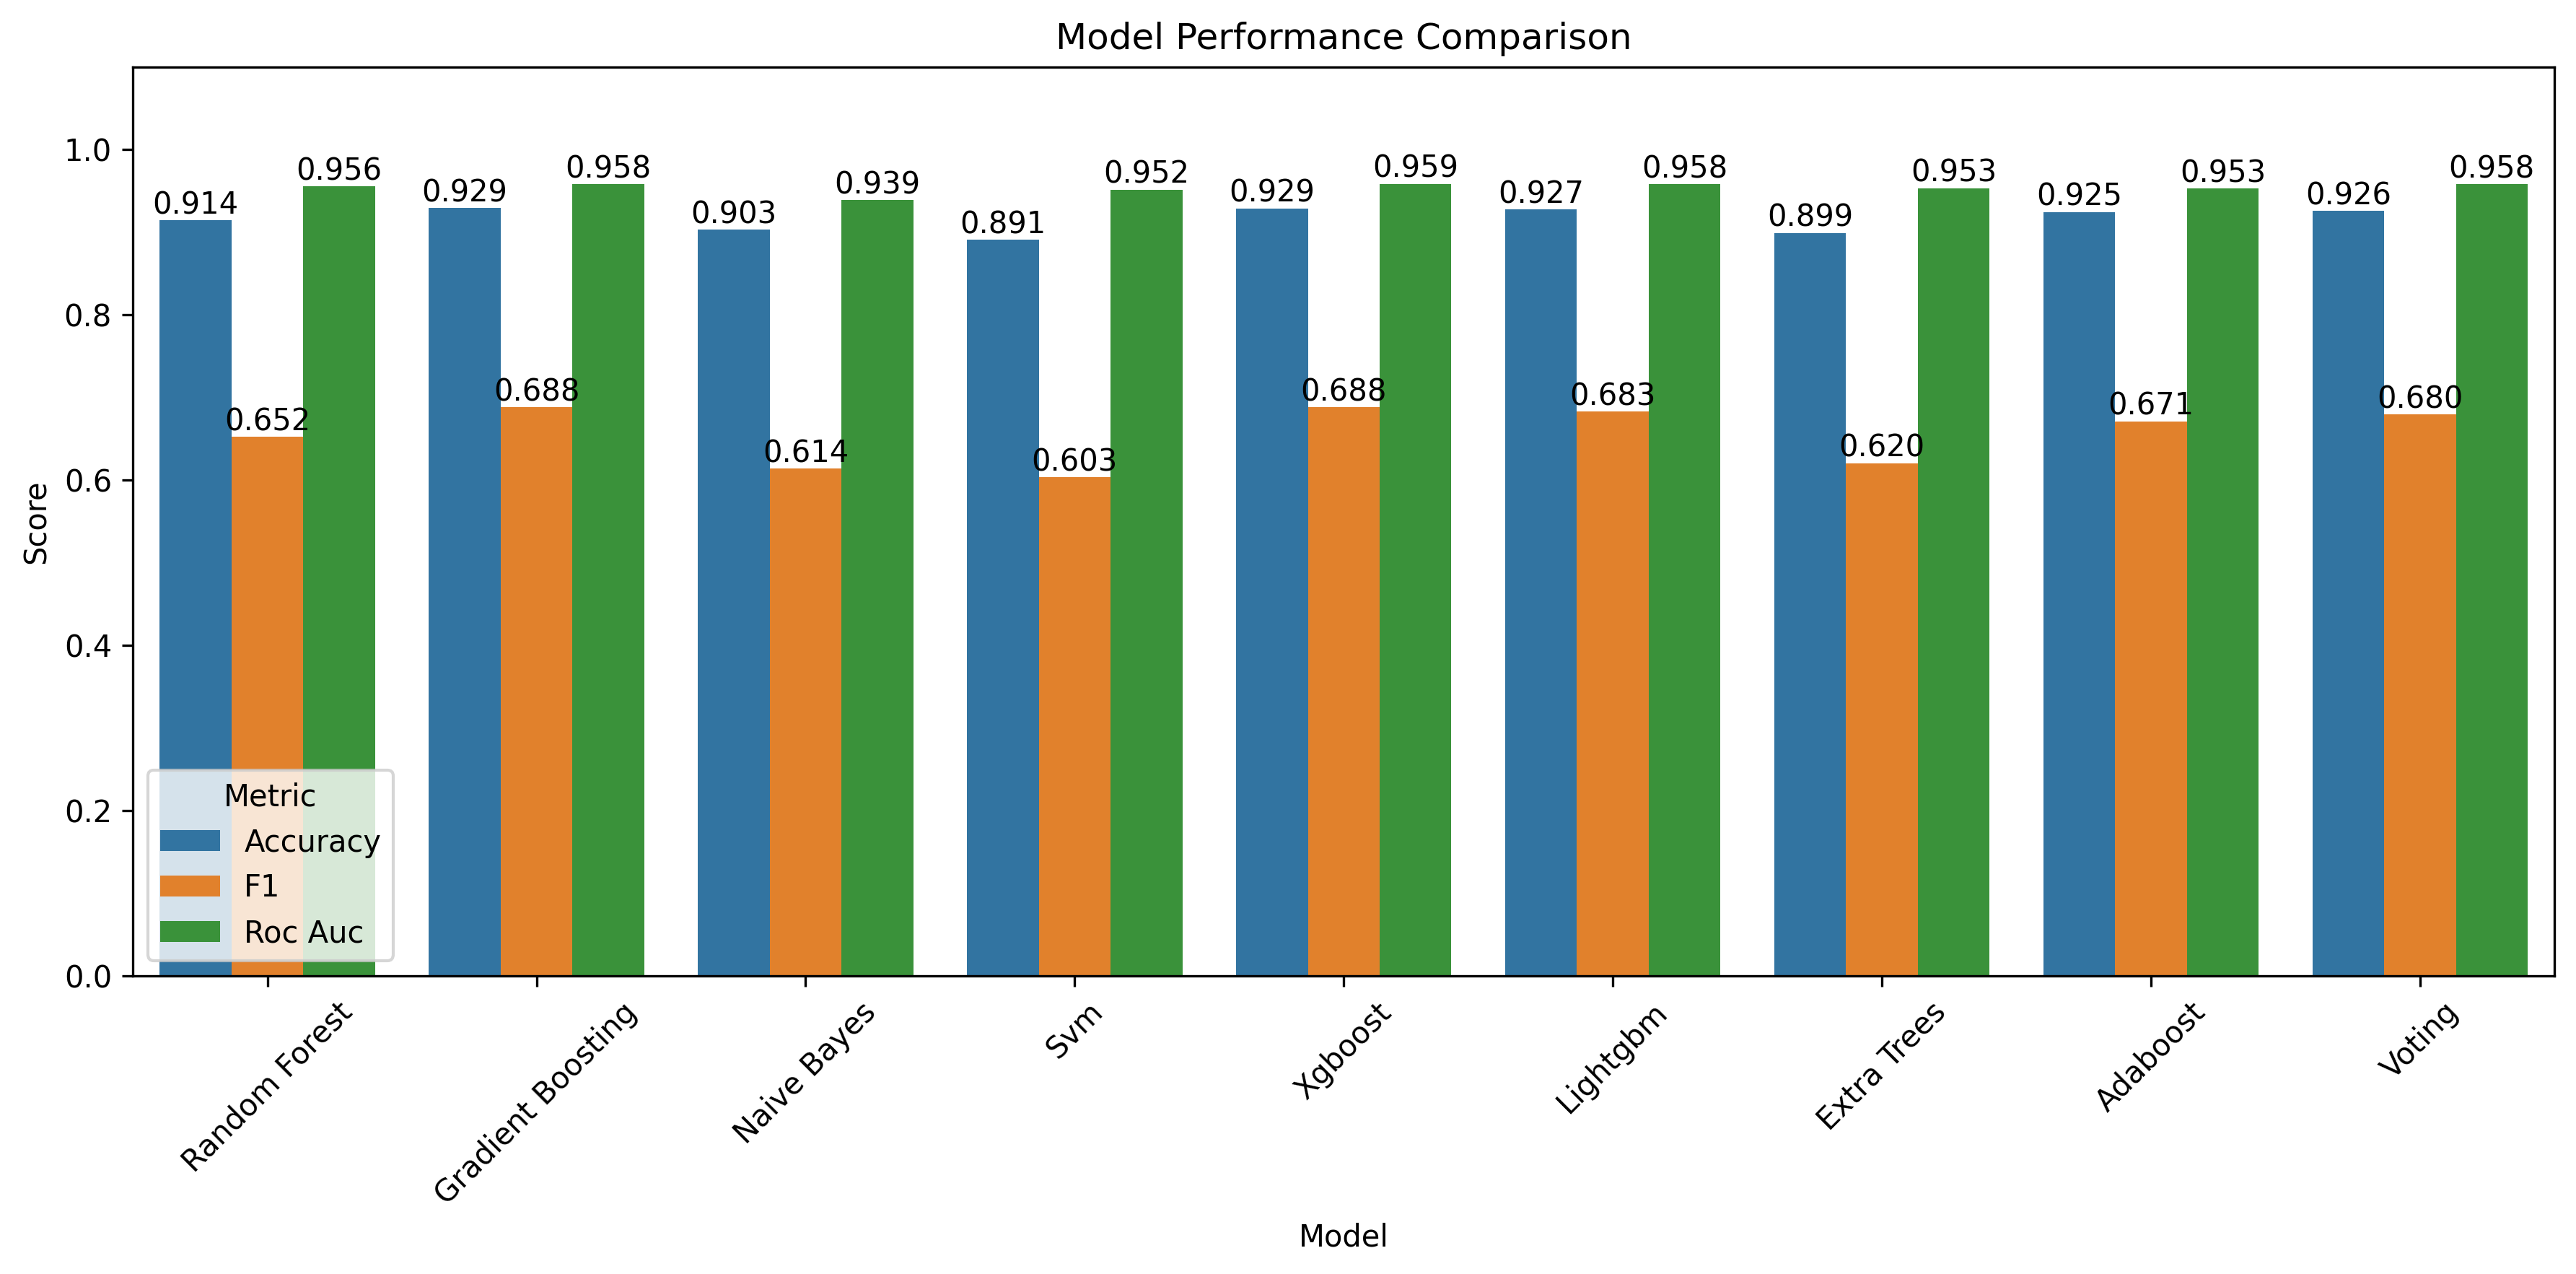 Model Performance Comparison
Score
1.0
0.8
0.6
0.4
0.2
0.0
0.914
0.652
0.956
0.929
0.688
0.958
0.903
0.614
0.939
0.891
0.603
0.952
0.929
0.688
0.959
0.927
0.683
0.958
0.899
0.620
0.953
0.925
0.671
0.953
0.926
0.680
0.958
Metric
Accuracy
F1
Roc Auc
Random Forest
Gradient Boosting
Naive Bayes
Svm
Xgboost
Lightgbm
Extra Trees
Adaboost
Voting
Model